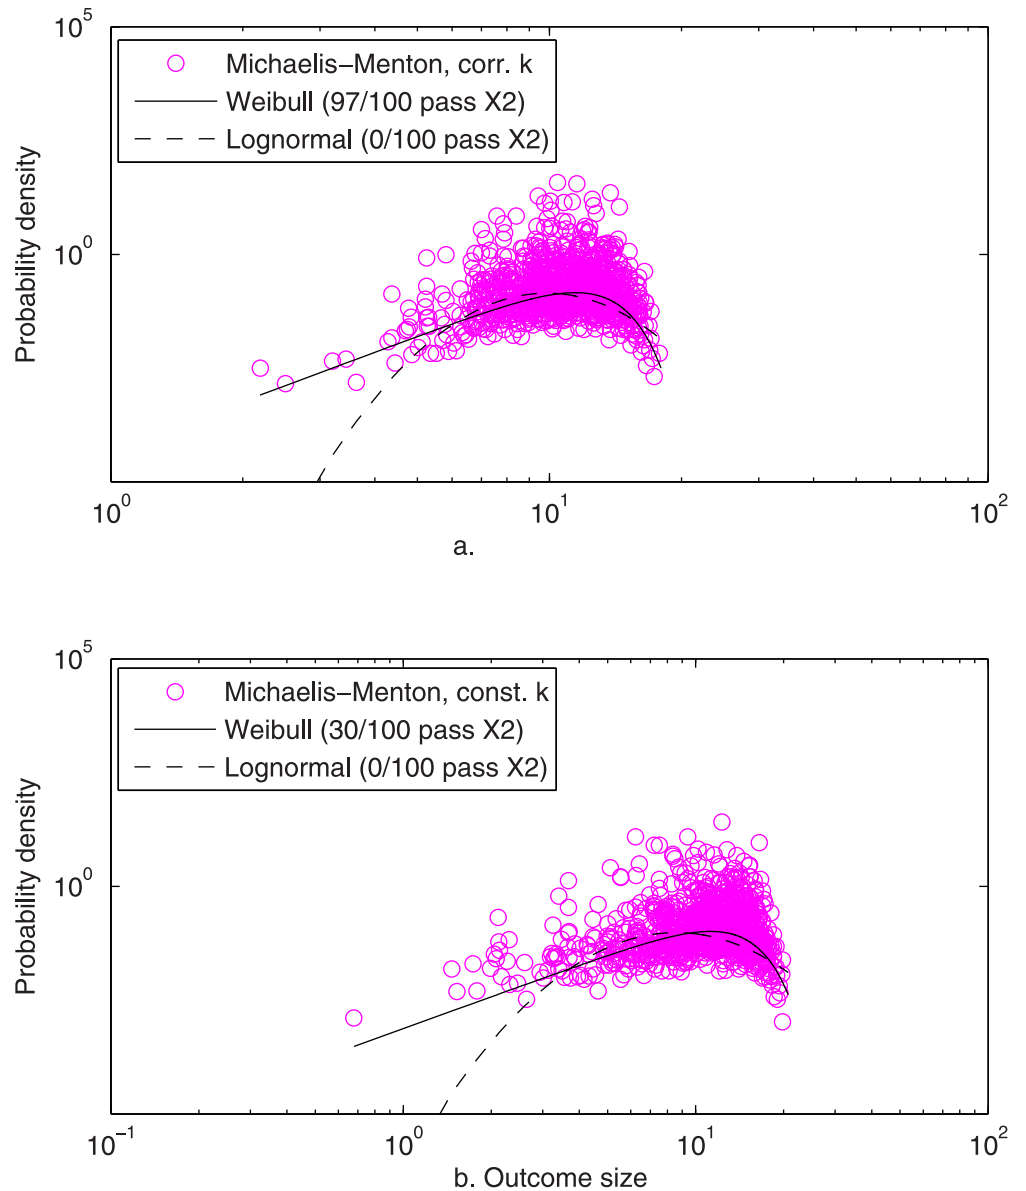 10^5
Michaelis-Menton, corr. k
Weibull (97/100 pass X2)
Lognormal (0/100 pass X2)
Probability density
10^0
10^0
10^1
10^2
a.
10^5
Michaelis-Menton, const. k
Weibull (30/100 pass X2)
Lognormal (0/100 pass X2)
Probability density
10^0
10^-1
10^0
10^1
10^2
b. Outcome size